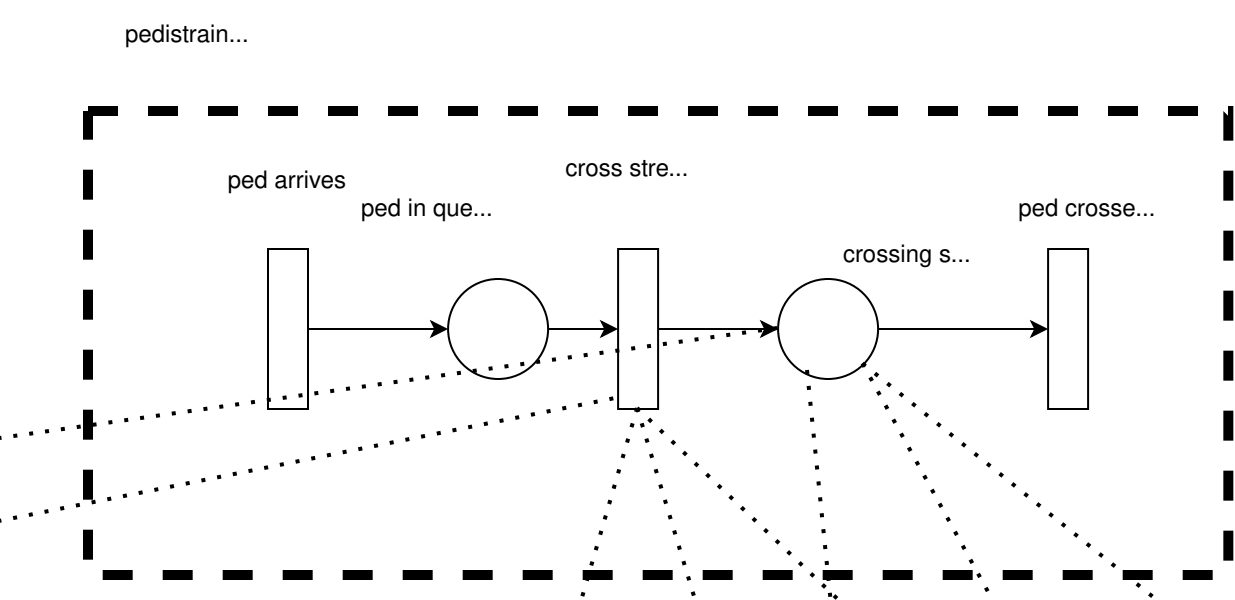 pedistrain...
cross stre...
ped arrives
ped in que...
ped crosse...
crossing s...